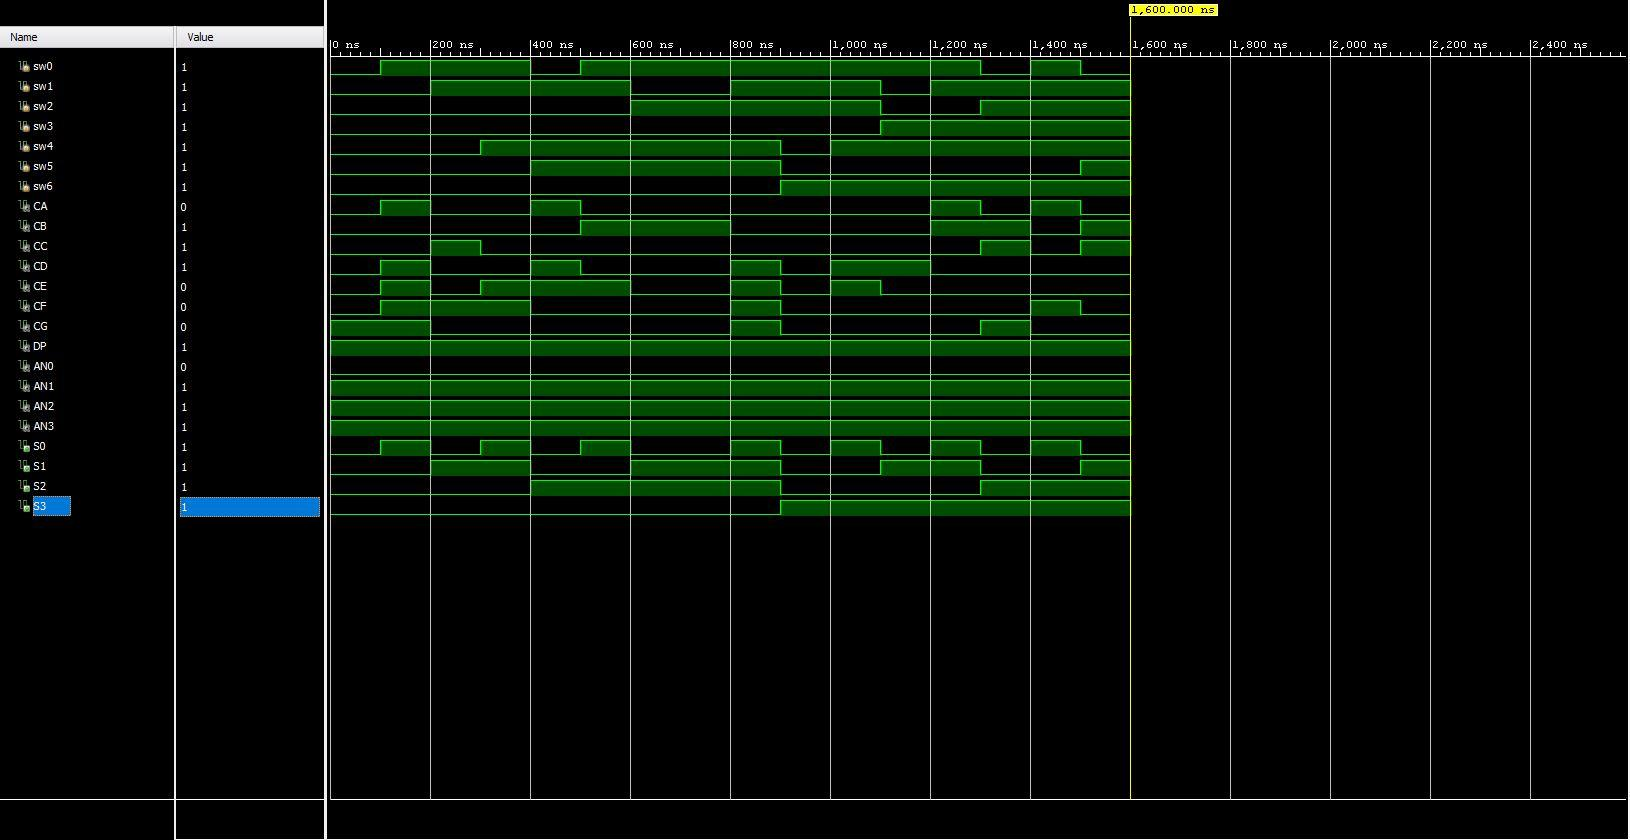 1,600.000 ns
Name Value
0 ns 200 ns 400 ns 600 ns 800 ns 1,000 ns 1,200 ns 1,400 ns 1,600 ns 1,800 ns 2,000 ns 2,200 ns 2,400 ns
sw0 1
sw1 1
sw2 1
sw3 1
sw4 1
sw5 1
sw6 1
CA 0
CB 1
CC 1
CD 1
CE 0
CF 0
CG 0
DP 1
AN0 0
AN1 1
AN2 1
AN3 1
S0 1
S1 1
S2 1
S3 1